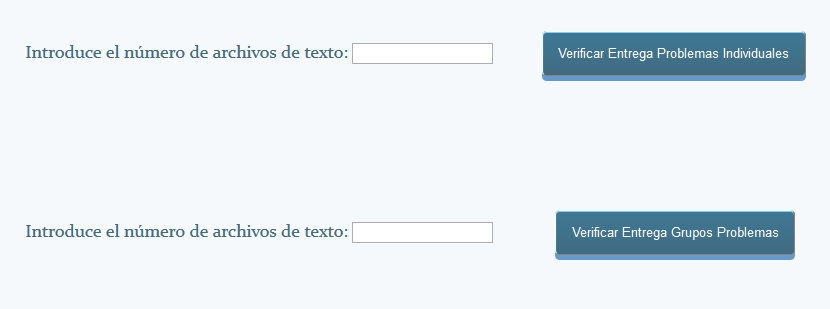 Introduce el número de archivos de texto:
Verificar Entrega Problemas Individuales
Introduce el número de archivos de texto:
Verificar Entrega Grupos Problemas